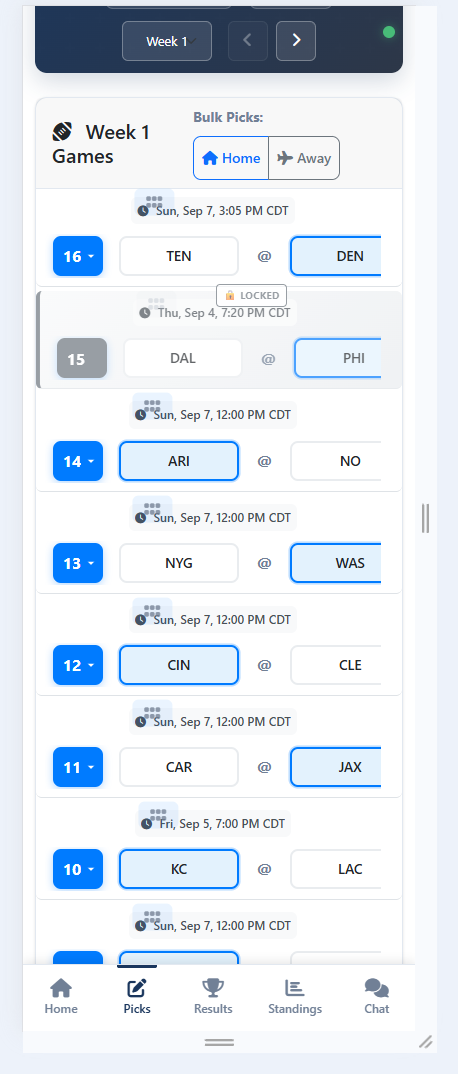 Week 1
Bulk Picks:
Week 1 Games
Home
Away
Sun, Sep 7, 3:05 PM CDT
16
TEN
@
DEN
LOCKED
Thu, Sep 4, 7:20 PM CDT
15
DAL
@
PHI
Sun, Sep 7, 12:00 PM CDT
14
ARI
@
NO
Sun, Sep 7, 12:00 PM CDT
13
NYG
@
WAS
Sun, Sep 7, 12:00 PM CDT
12
CIN
@
CLE
Sun, Sep 7, 12:00 PM CDT
11
CAR
@
JAX
Fri, Sep 5, 7:00 PM CDT
10
KC
@
LAC
Sun, Sep 7, 12:00 PM CDT
Home
Picks
Results
Standings
Chat